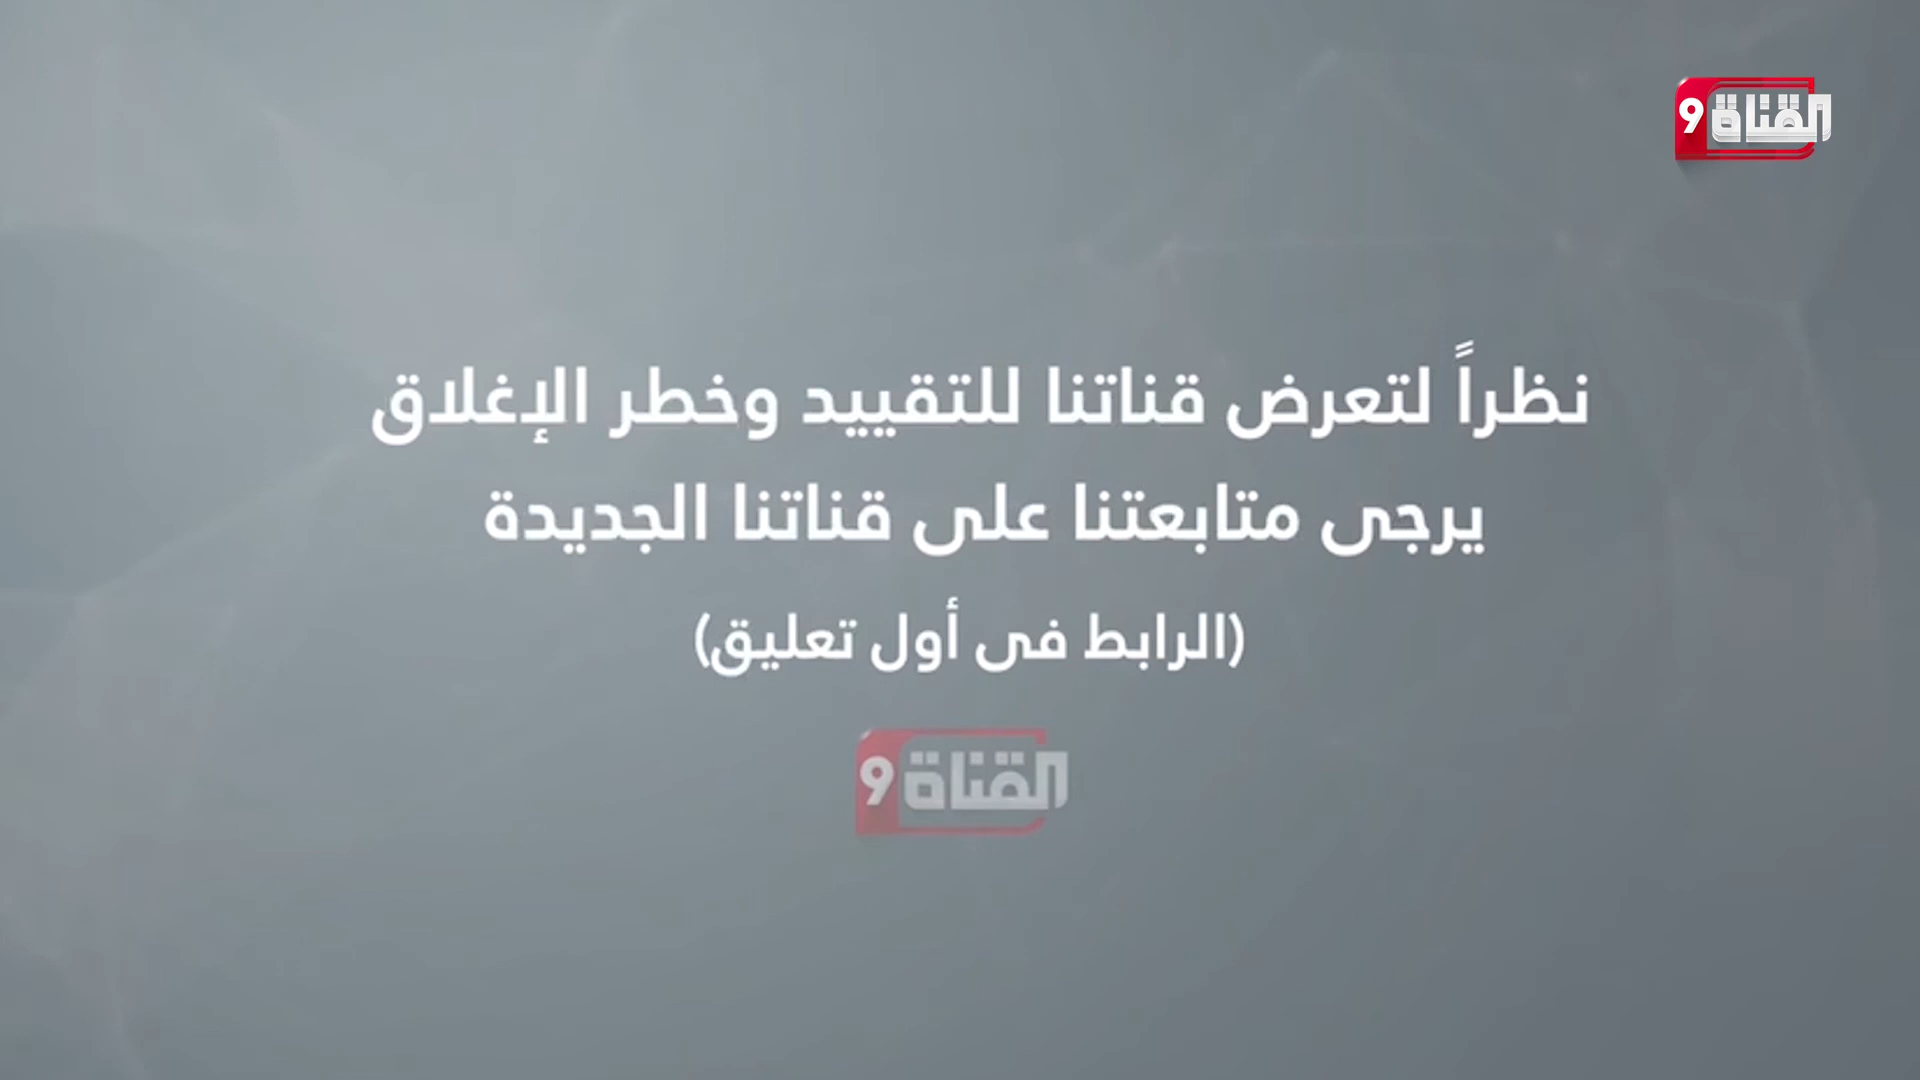 القناة 9
نظراً لتعرض قناتنا للتقييد وخطر الإغلاق
يرجى متابعتنا على قناتنا الجديدة
(الرابط فى أول تعليق)
القناة 9